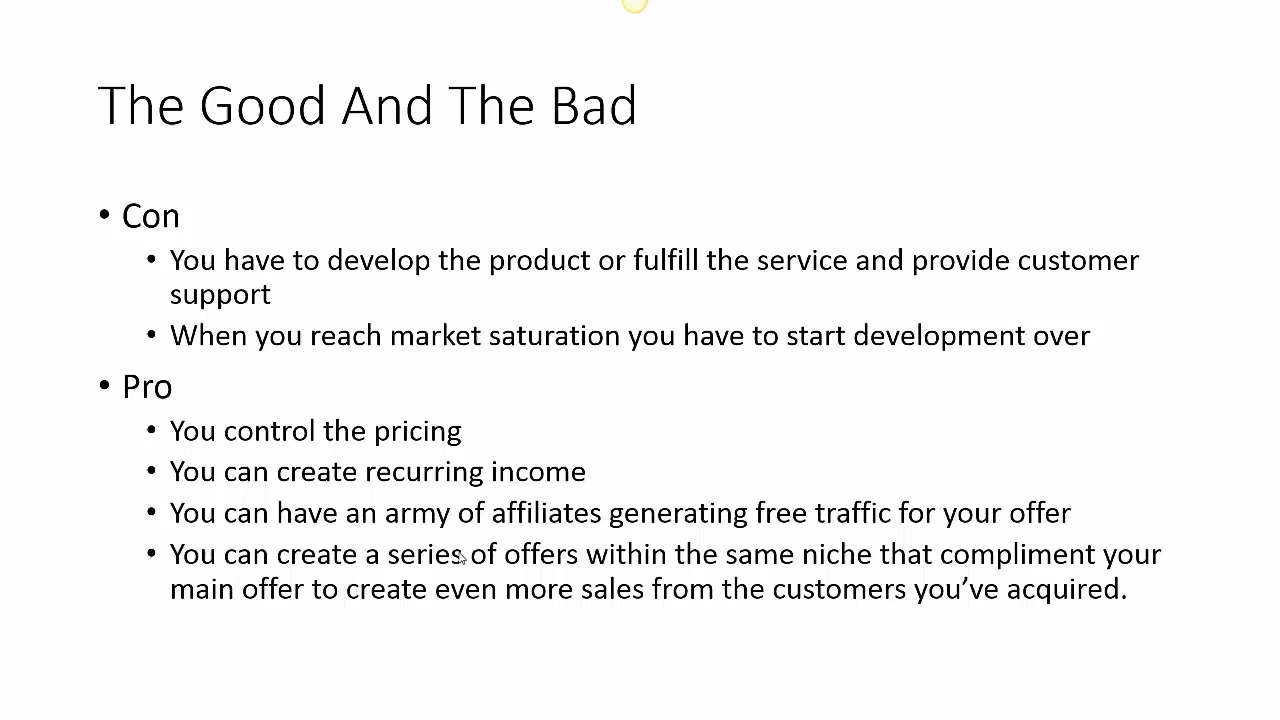 The Good And The Bad
• Con
• You have to develop the product or fulfill the service and provide customer
support
• When you reach market saturation you have to start development over
• Pro
• You control the pricing
• You can create recurring income
• You can have an army of affiliates generating free traffic for your offer
• You can create a series of offers within the same niche that compliment your
main offer to create even more sales from the customers you’ve acquired.